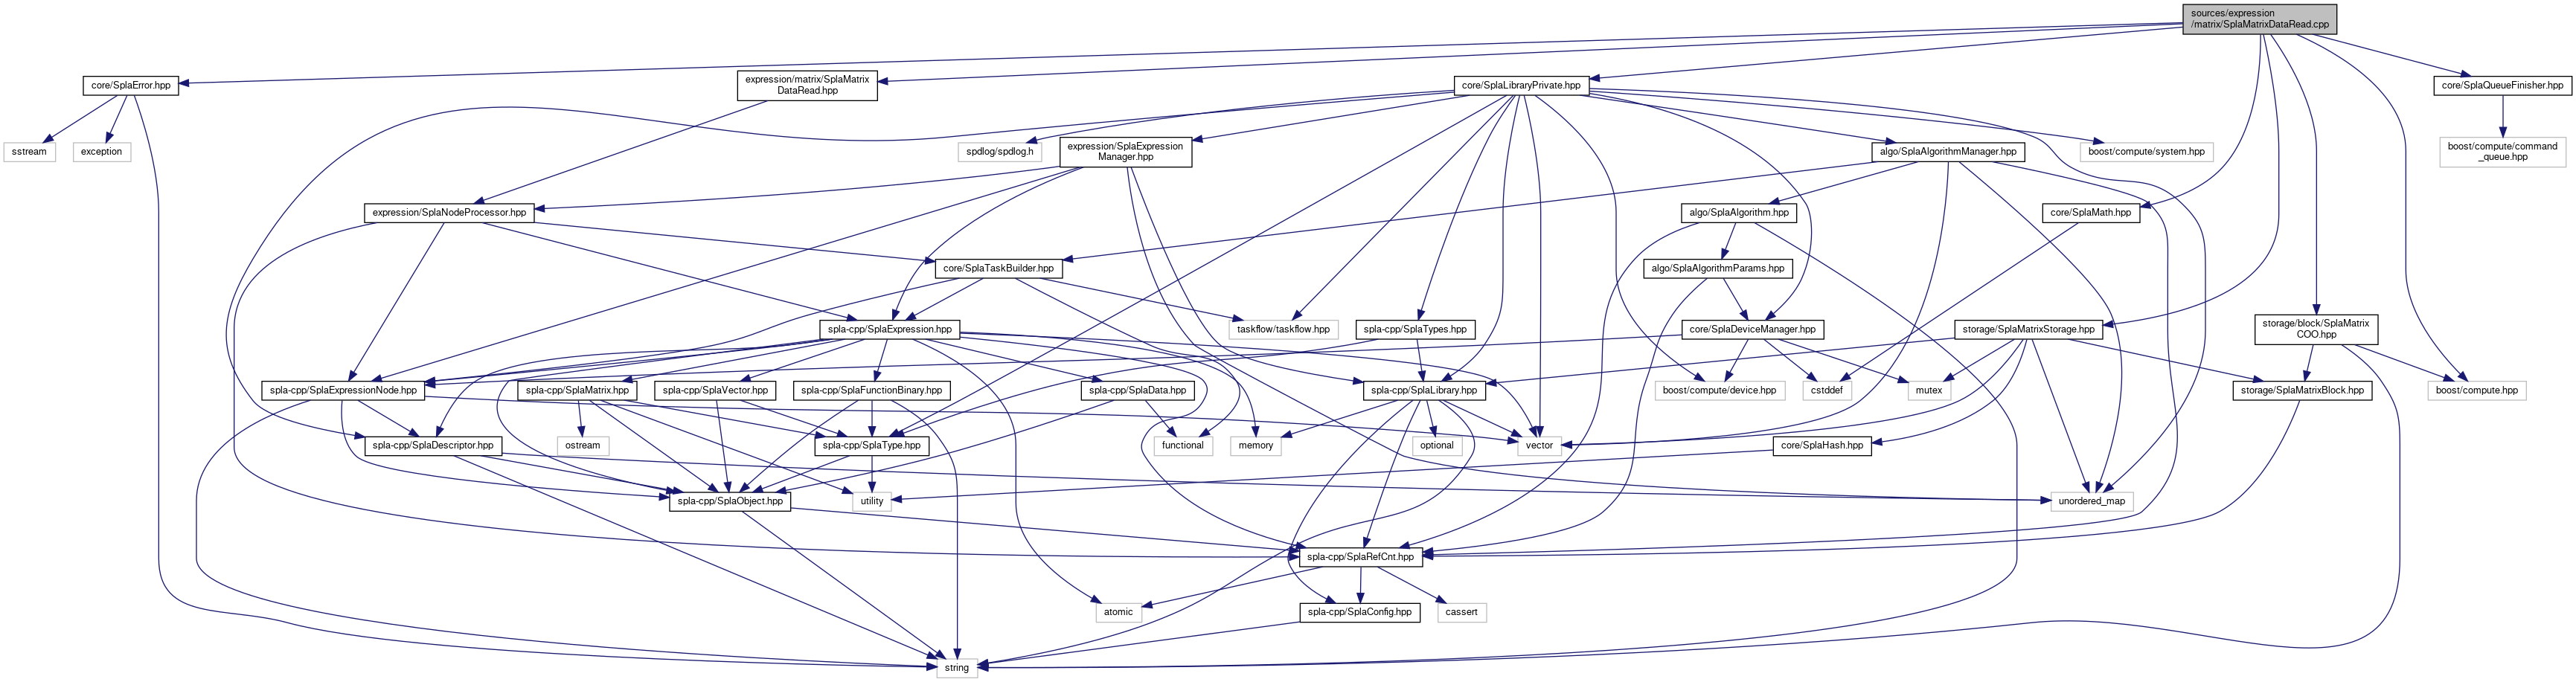 sources/expression
/matrix/SplaMatrixDataRead.cpp
core/SplaError.hpp
expression/matrix/SplaMatrix
DataRead.hpp
core/SplaLibraryPrivate.hpp
core/SplaQueueFinisher.hpp
sstream
exception
spdlog/spdlog.h
expression/SplaExpression
Manager.hpp
algo/SplaAlgorithmManager.hpp
boost/compute/system.hpp
boost/compute/command
_queue.hpp
expression/SplaNodeProcessor.hpp
algo/SplaAlgorithm.hpp
core/SplaMath.hpp
core/SplaTaskBuilder.hpp
algo/SplaAlgorithmParams.hpp
spla-cpp/SplaExpression.hpp
taskflow/taskflow.hpp
spla-cpp/SplaTypes.hpp
core/SplaDeviceManager.hpp
storage/SplaMatrixStorage.hpp
storage/block/SplaMatrix
COO.hpp
spla-cpp/SplaExpressionNode.hpp
spla-cpp/SplaMatrix.hpp
spla-cpp/SplaVector.hpp
spla-cpp/SplaFunctionBinary.hpp
spla-cpp/SplaData.hpp
spla-cpp/SplaLibrary.hpp
boost/compute/device.hpp
cstddef
mutex
storage/SplaMatrixBlock.hpp
boost/compute.hpp
spla-cpp/SplaDescriptor.hpp
ostream
spla-cpp/SplaType.hpp
functional
memory
optional
vector
core/SplaHash.hpp
spla-cpp/SplaObject.hpp
utility
unordered_map
spla-cpp/SplaRefCnt.hpp
atomic
spla-cpp/SplaConfig.hpp
cassert
string